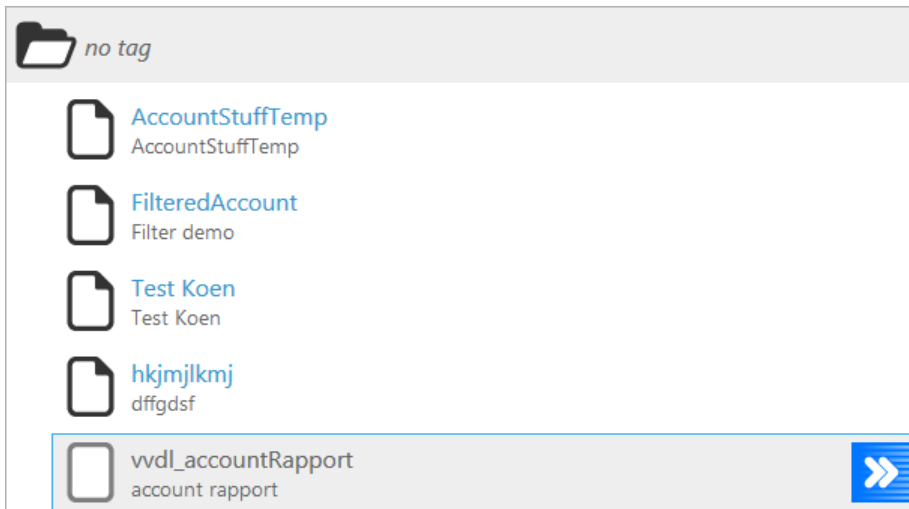 no tag
AccountStuffTemp
AccountStuffTemp
FilteredAccount
Filter demo
Test Koen
Test Koen
hkjmjlkmj
dffgdsf
vvdl_accountRapport
account rapport